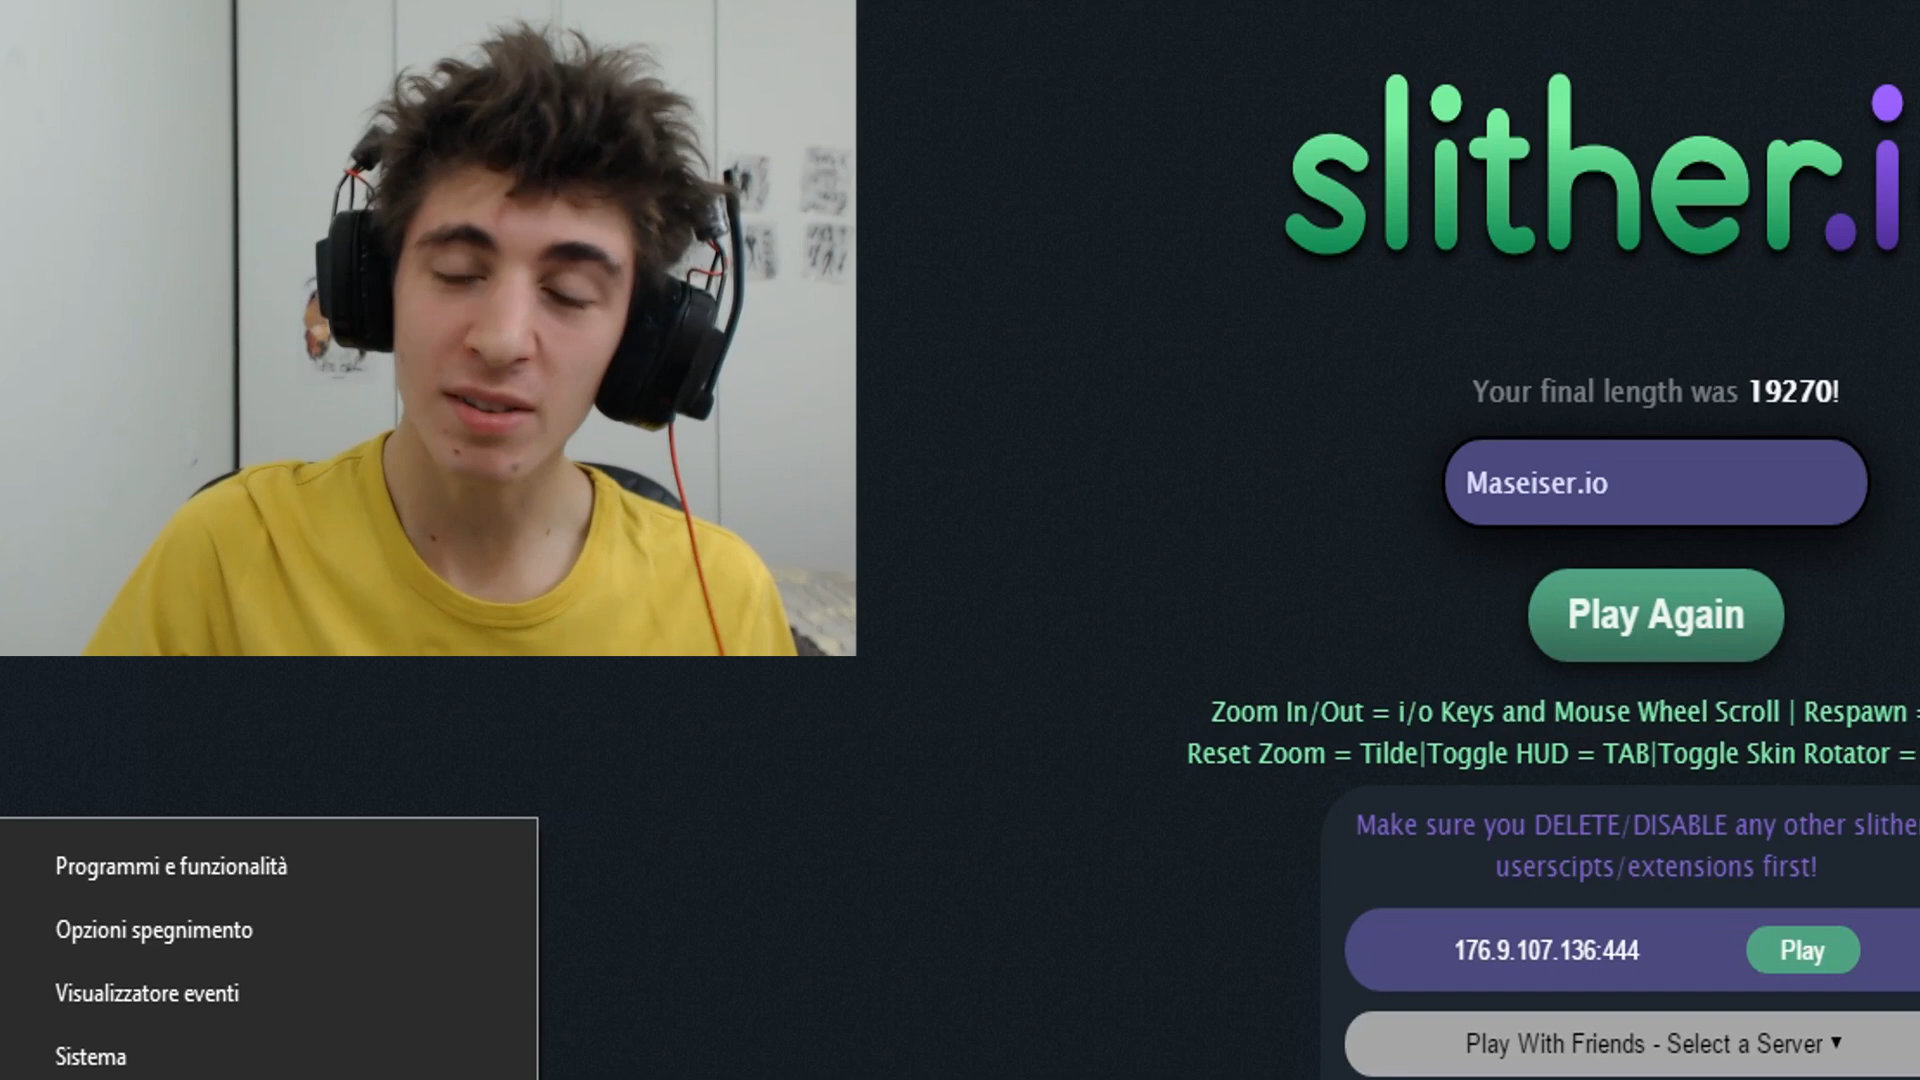 slither.i
Your final length was 19270!
Maseiser.io
Play Again
Zoom In/Out = i/o Keys and Mouse Wheel Scroll | Respawn =
Reset Zoom = Tilde|Toggle HUD = TAB|Toggle Skin Rotator =
Make sure you DELETE/DISABLE any other slither
userscipts/extensions first!
176.9.107.136:444 Play
Play With Friends - Select a Server ▼
Programmi e funzionalità
Opzioni spegnimento
Visualizzatore eventi
Sistema